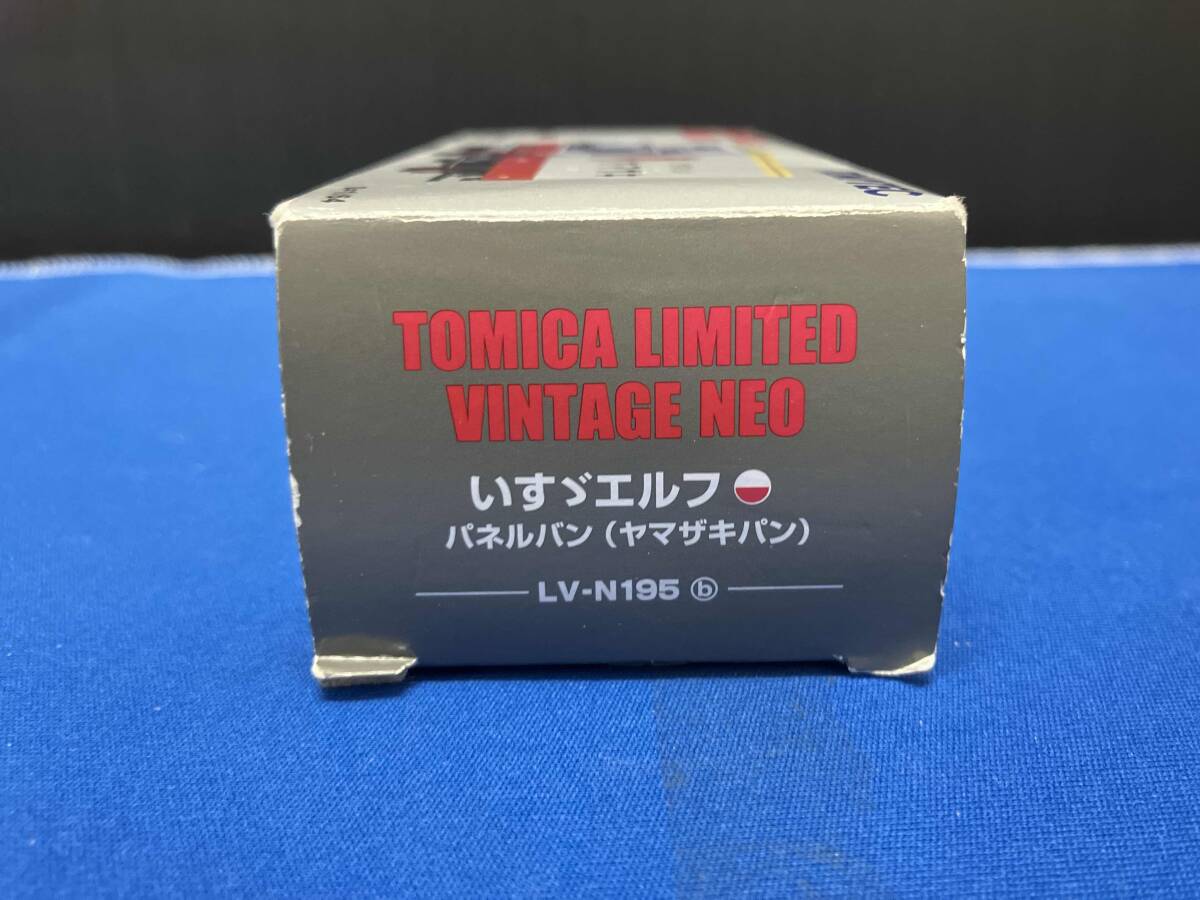 TOMICA LIMITED
VINTAGE NEO
いすゞエルフ
パネルバン（ヤマザキパン）
LV-N195 ⓑ